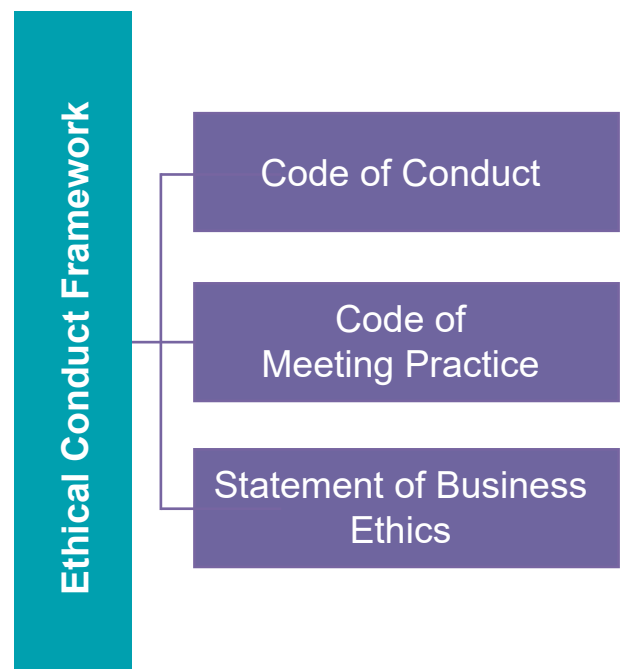 Ethical Conduct Framework
Code of Conduct
Code of
Meeting Practice
Statement of Business
Ethics